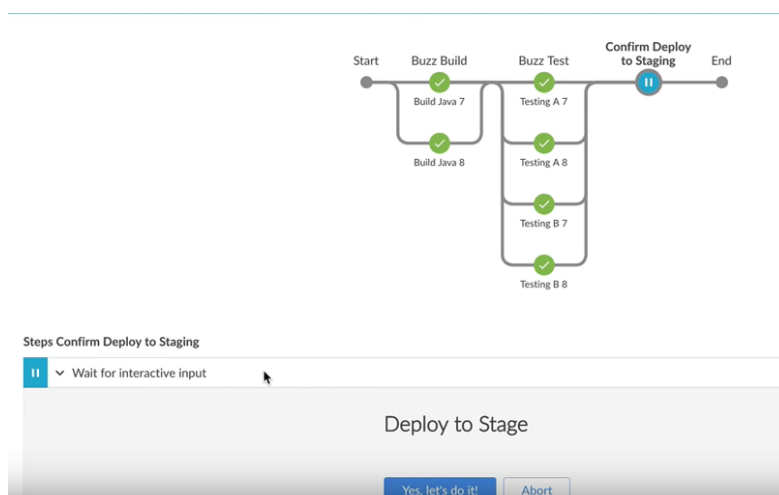 Confirm Deploy
to Staging
Start
Buzz Build
Buzz Test
End
Build Java 7
Testing A 7
Build Java 8
Testing A 8
Testing B 7
Testing B 8
Steps Confirm Deploy to Staging
Wait for interactive input
Deploy to Stage
Yes, let's do it!
Abort